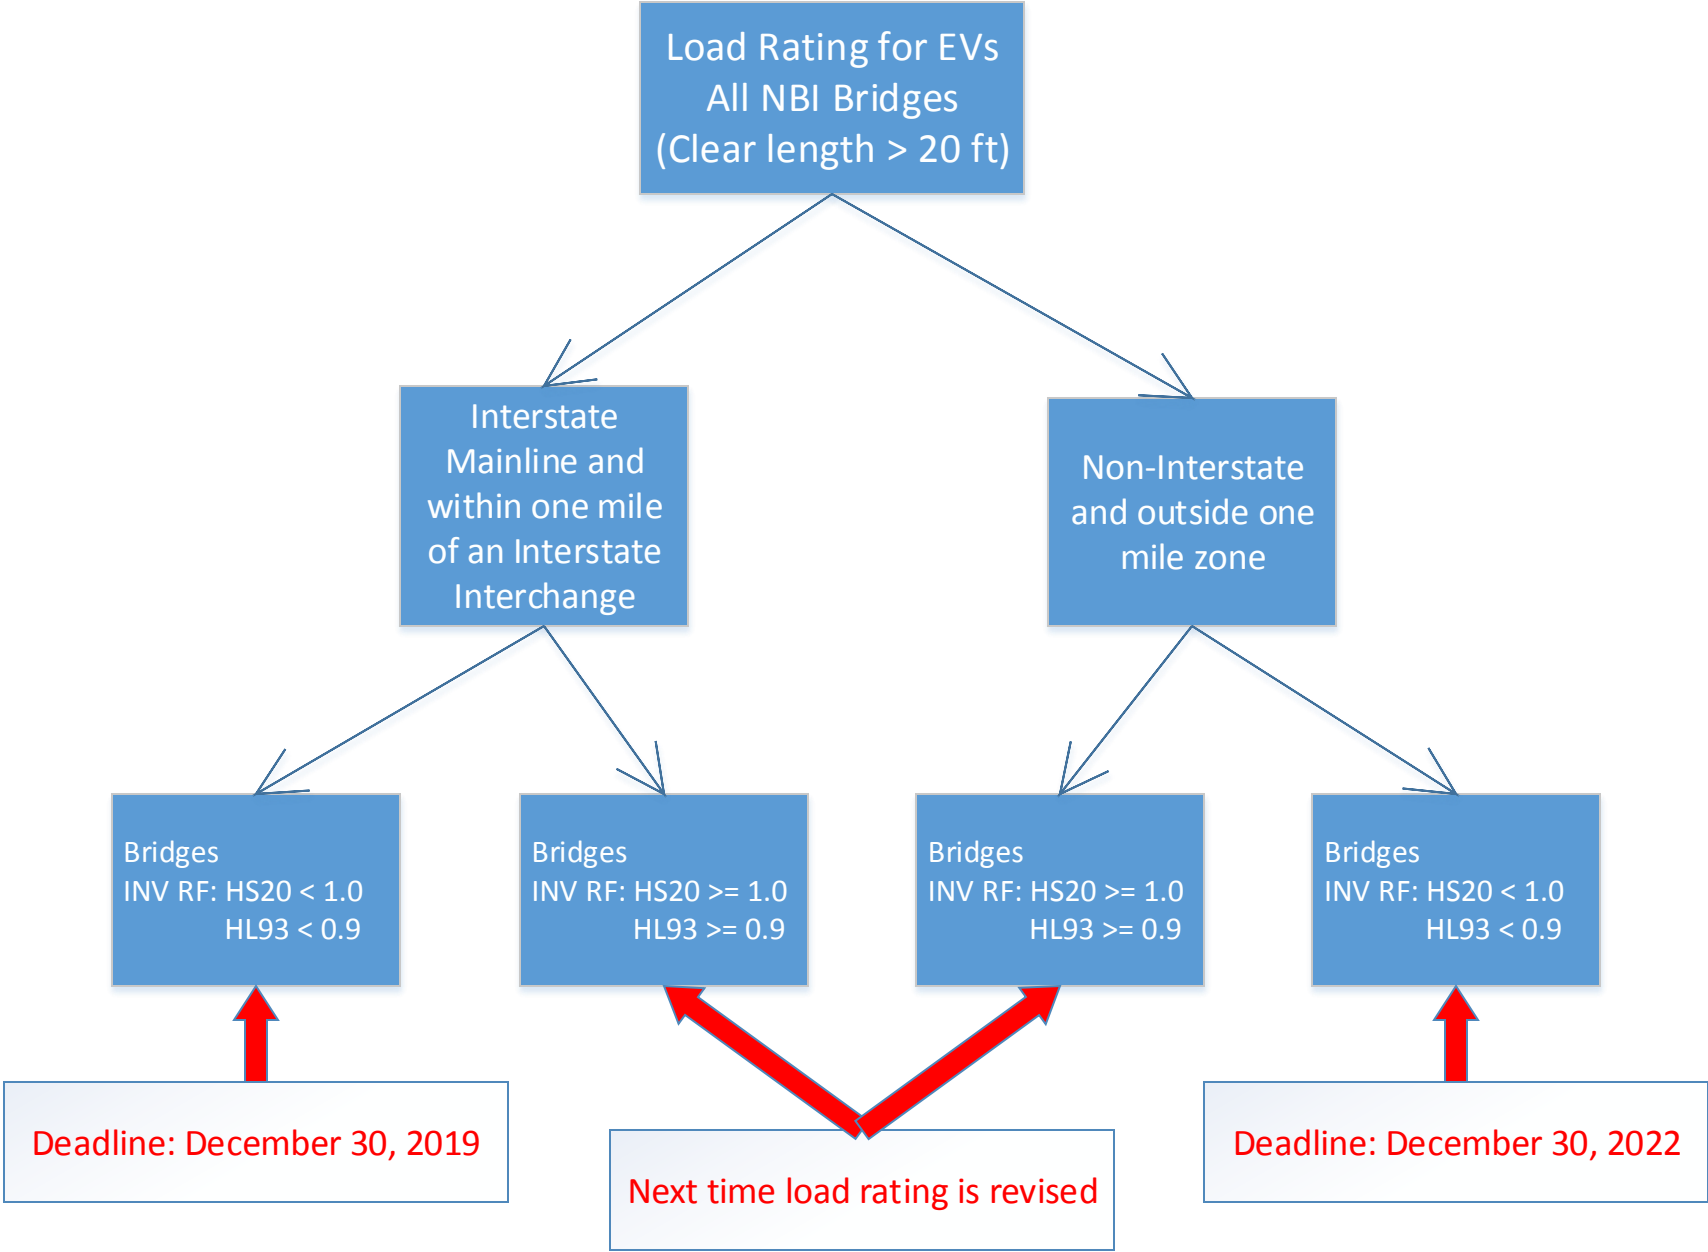 Load Rating for EVs
All NBI Bridges
(Clear length > 20 ft)
Interstate
Mainline and
within one mile
of an Interstate
Interchange
Non-Interstate
and outside one
mile zone
Bridges
INV RF: HS20 < 1.0
HL93 < 0.9
Bridges
INV RF: HS20 >= 1.0
HL93 >= 0.9
Bridges
INV RF: HS20 >= 1.0
HL93 >= 0.9
Bridges
INV RF: HS20 < 1.0
HL93 < 0.9
Deadline: December 30, 2019
Next time load rating is revised
Deadline: December 30, 2022